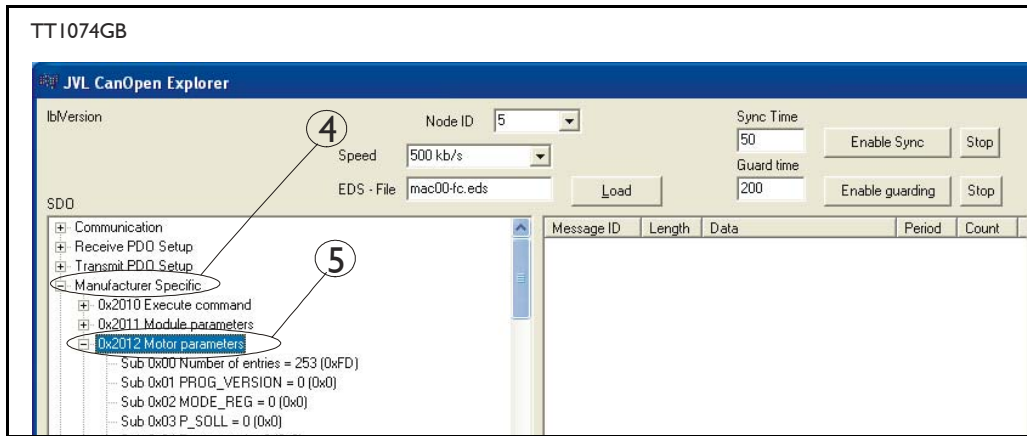 TT1074GB
JVL CanOpen Explorer
lblVersion
Node ID 5
Speed 500 kb/s
EDS - File mac00-fc.eds
Load
Sync Time
50
Enable Sync
Stop
Guard time
200
Enable guarding
Stop
4
5
SDO
Communication
Receive PDO Setup
Transmit PDO Setup
Manufacturer Specific
0x2010 Execute command
0x2011 Module parameters
0x2012 Motor parameters
Sub 0x00 Number of entries = 253 (0xFD)
Sub 0x01 PROG_VERSION = 0 (0x0)
Sub 0x02 MODE_REG = 0 (0x0)
Sub 0x03 P_SOLL = 0 (0x0)
Message ID Length Data Period Count